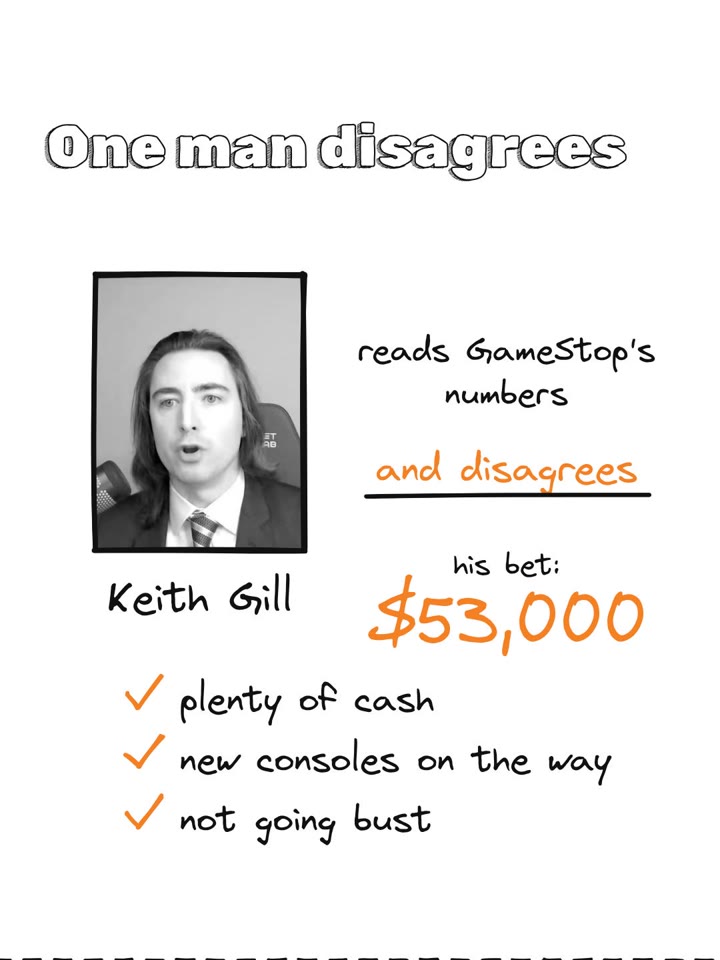 One man disagrees
reads GameStop's
numbers
and disagrees
his bet:
$53,000
Keith Gill
✓ plenty of cash
✓ new consoles on the way
✓ not going bust